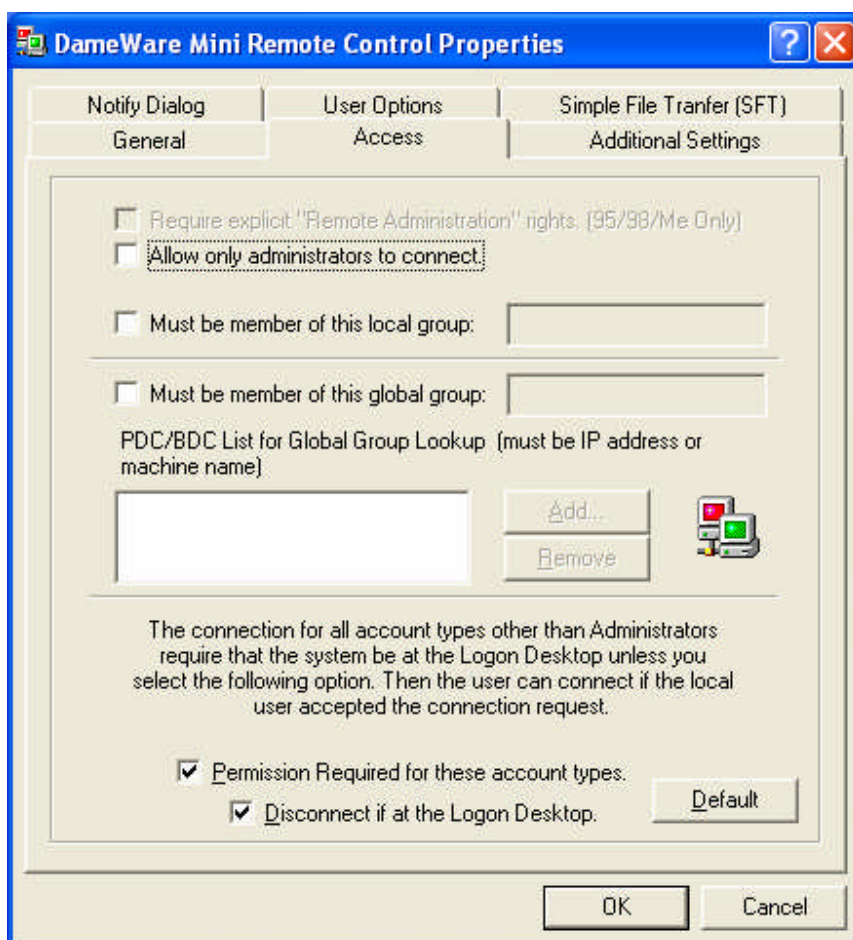 DameWare Mini Remote Control Properties
Notify Dialog
User Options
Simple File Tranfer (SFT)
General
Access
Additional Settings
Require explicit "Remote Administration" rights. (95/98/Me Only)
Allow only administrators to connect.
Must be member of this local group:
Must be member of this global group:
PDC/BDC List for Global Group Lookup (must be IP address or
machine name)
Add...
Remove
The connection for all account types other than Administrators
require that the system be at the Logon Desktop unless you
select the following option. Then the user can connect if the local
user accepted the connection request.
Permission Required for these account types.
Disconnect if at the Logon Desktop.
Default
OK
Cancel